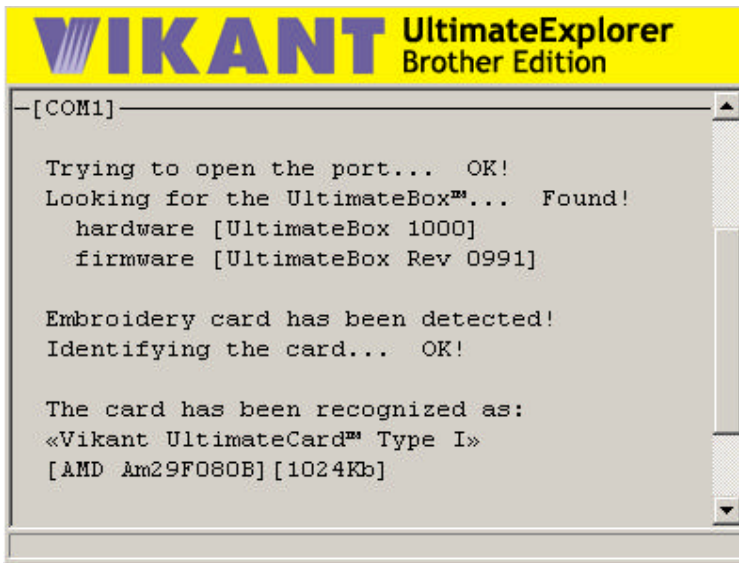 VIKANT UltimateExplorer
Brother Edition
[COM1]
Trying to open the port... OK!
Looking for the UltimateBox™... Found!
hardware [UltimateBox 1000]
firmware [UltimateBox Rev 0991]
Embroidery card has been detected!
Identifying the card... OK!
The card has been recognized as:
«Vikant UltimateCard™ Type I»
[AMD Am29F080B][1024Kb]